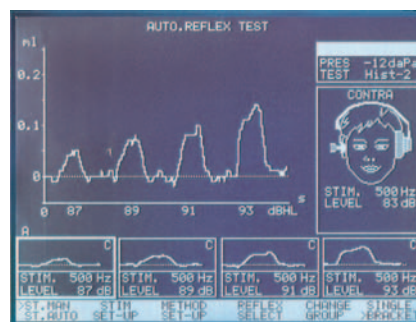 AUTO.REFLEX TEST
ml
0.2
0.1
0
0 87 89 91 93 dBHL
s
PRES -12daPa
TEST Hist-2
CONTRA
STIM. 500 Hz
LEVEL 83 dB
A
C
STIM. 500 Hz
LEVEL 87 dB
C
STIM. 500 Hz
LEVEL 89 dB
C
STIM. 500 Hz
LEVEL 91 dB
C
STIM. 500 Hz
LEVEL 93 dB
>ST.MAN STIM METHOD REFLEX CHANGE SINGLE
ST.AUTO SET-UP SET-UP SELECT GROUP >BRACKET